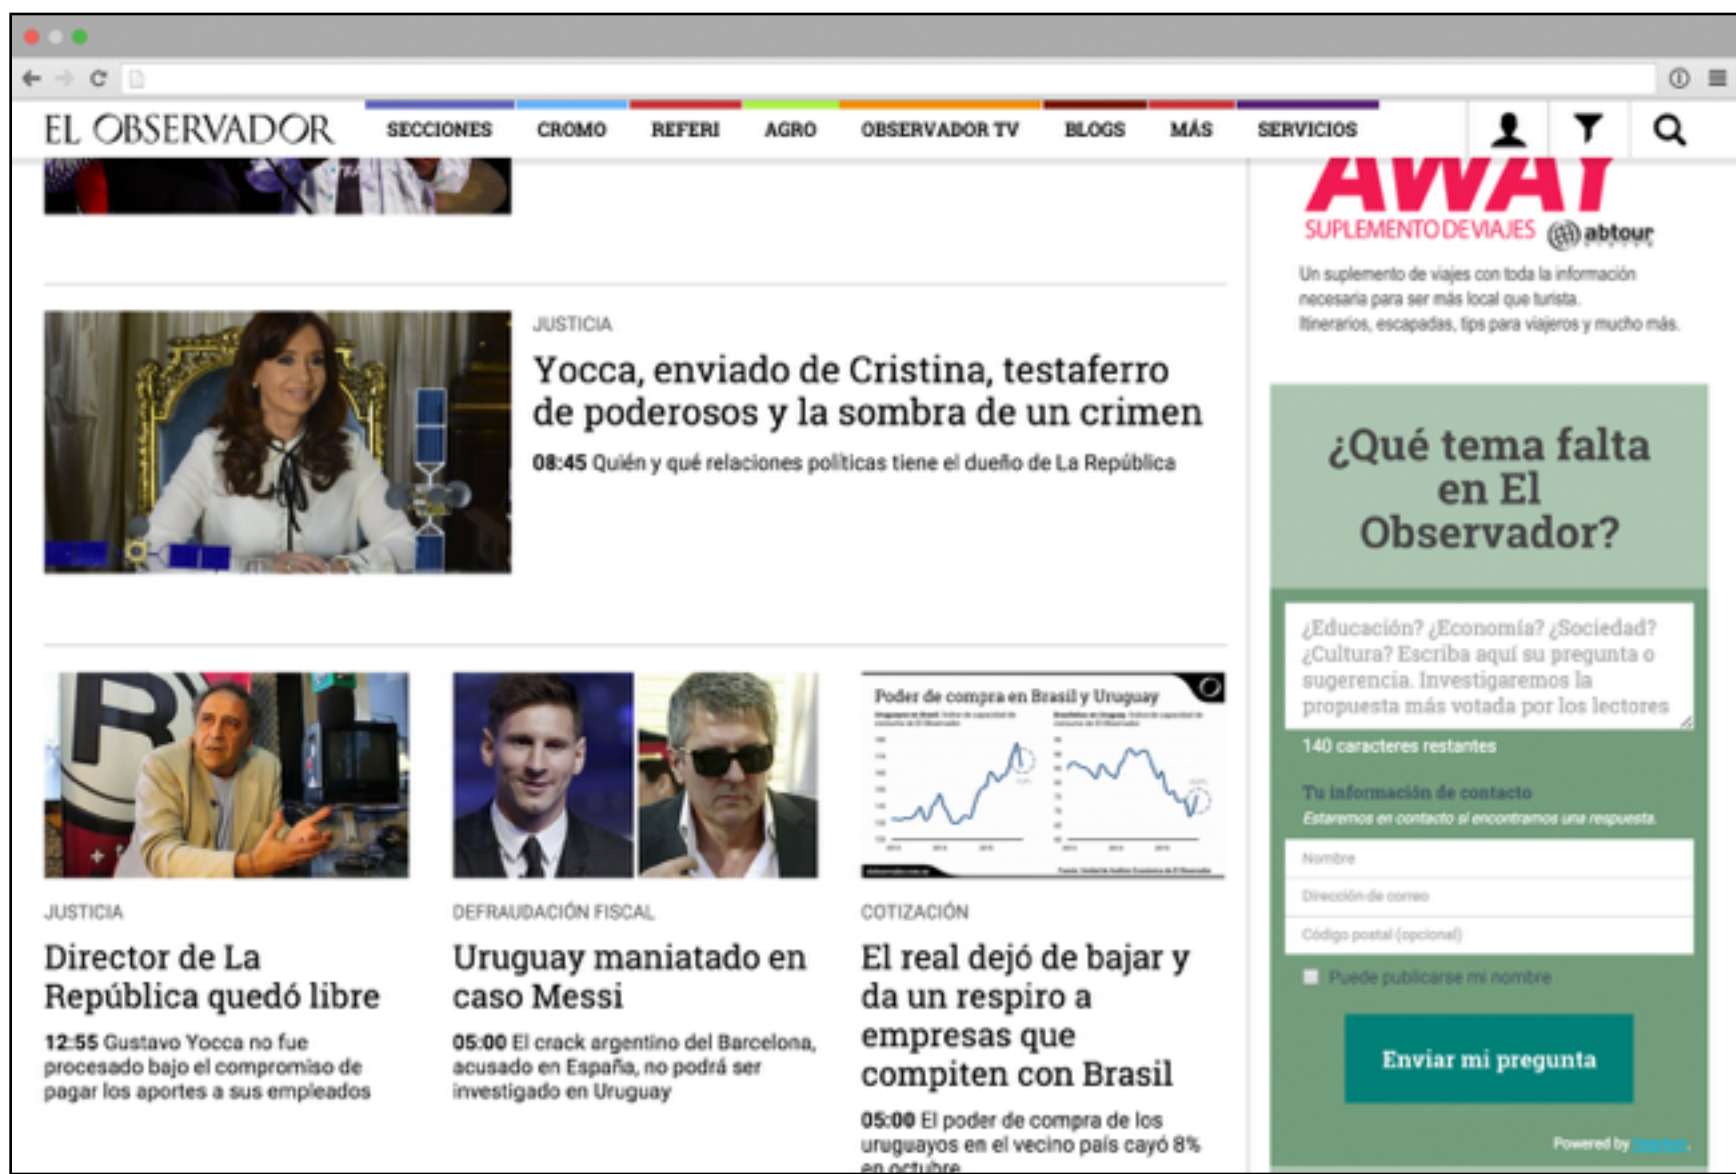 EL OBSERVADOR
SECCIONES
CROMO
REFERI
AGRO
OBSERVADOR TV
BLOGS
MÁS
SERVICIOS
AWAY
SUPLEMENTO DE VIAJES
abtour
Un suplemento de viajes con toda la información
necesaria para ser más local que turista.
Itinerarios, escapadas, tips para viajeros y mucho más.
JUSTICIA
Yocca, enviado de Cristina, testaferro
de poderosos y la sombra de un crimen
08:45 Quién y qué relaciones políticas tiene el dueño de La República
R
Poder de compra en Brasil y Uruguay
JUSTICIA
Director de La
República quedó libre
12:55 Gustavo Yocca no fue
procesado bajo el compromiso de
pagar los aportes a sus empleados
DEFRAUDACIÓN FISCAL
Uruguay maniatado en
caso Messi
05:00 El crack argentino del Barcelona,
acusado en España, no podrá ser
investigado en Uruguay
COTIZACIÓN
El real dejó de bajar y
da un respiro a
empresas que
compiten con Brasil
05:00 El poder de compra de los
uruguayos en el vecino país cayó 8%
en octubre
¿Qué tema falta
en El
Observador?
¿Educación? ¿Economía? ¿Sociedad?
¿Cultura? Escriba aquí su pregunta o
sugerencia. Investigaremos la
propuesta más votada por los lectores
140 caracteres restantes
Tu información de contacto
Estaremos en contacto si encontramos una respuesta.
Nombre
Dirección de correo
Código postal (opcional)
Puede publicarse mi nombre
Enviar mi pregunta
Powered by